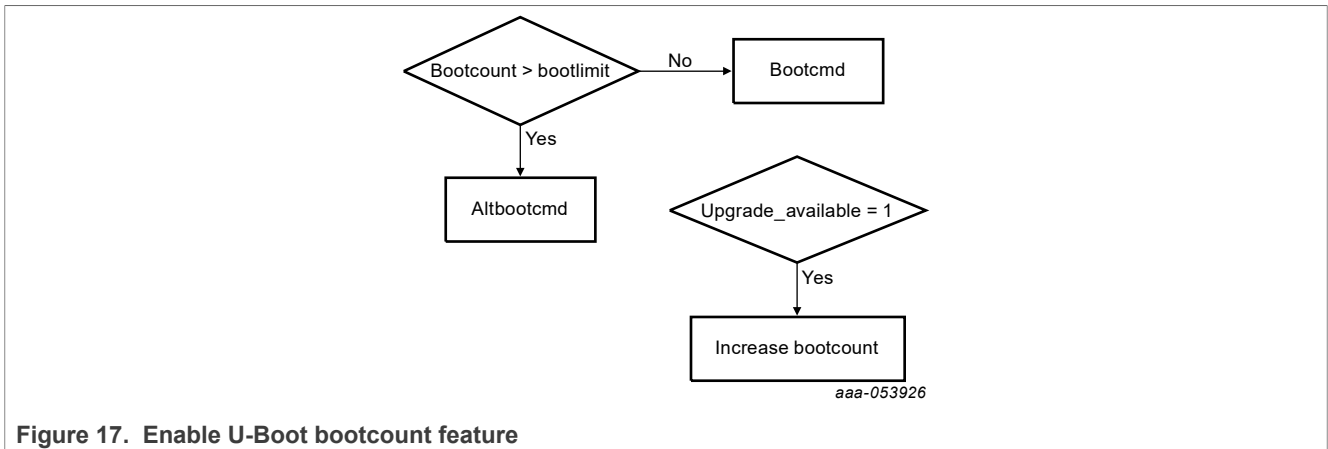 Bootcount > bootlimit
No
Bootcmd
Yes
Altbootcmd
Upgrade_available = 1
Yes
Increase bootcount
aaa-053926
Figure 17. Enable U-Boot bootcount feature